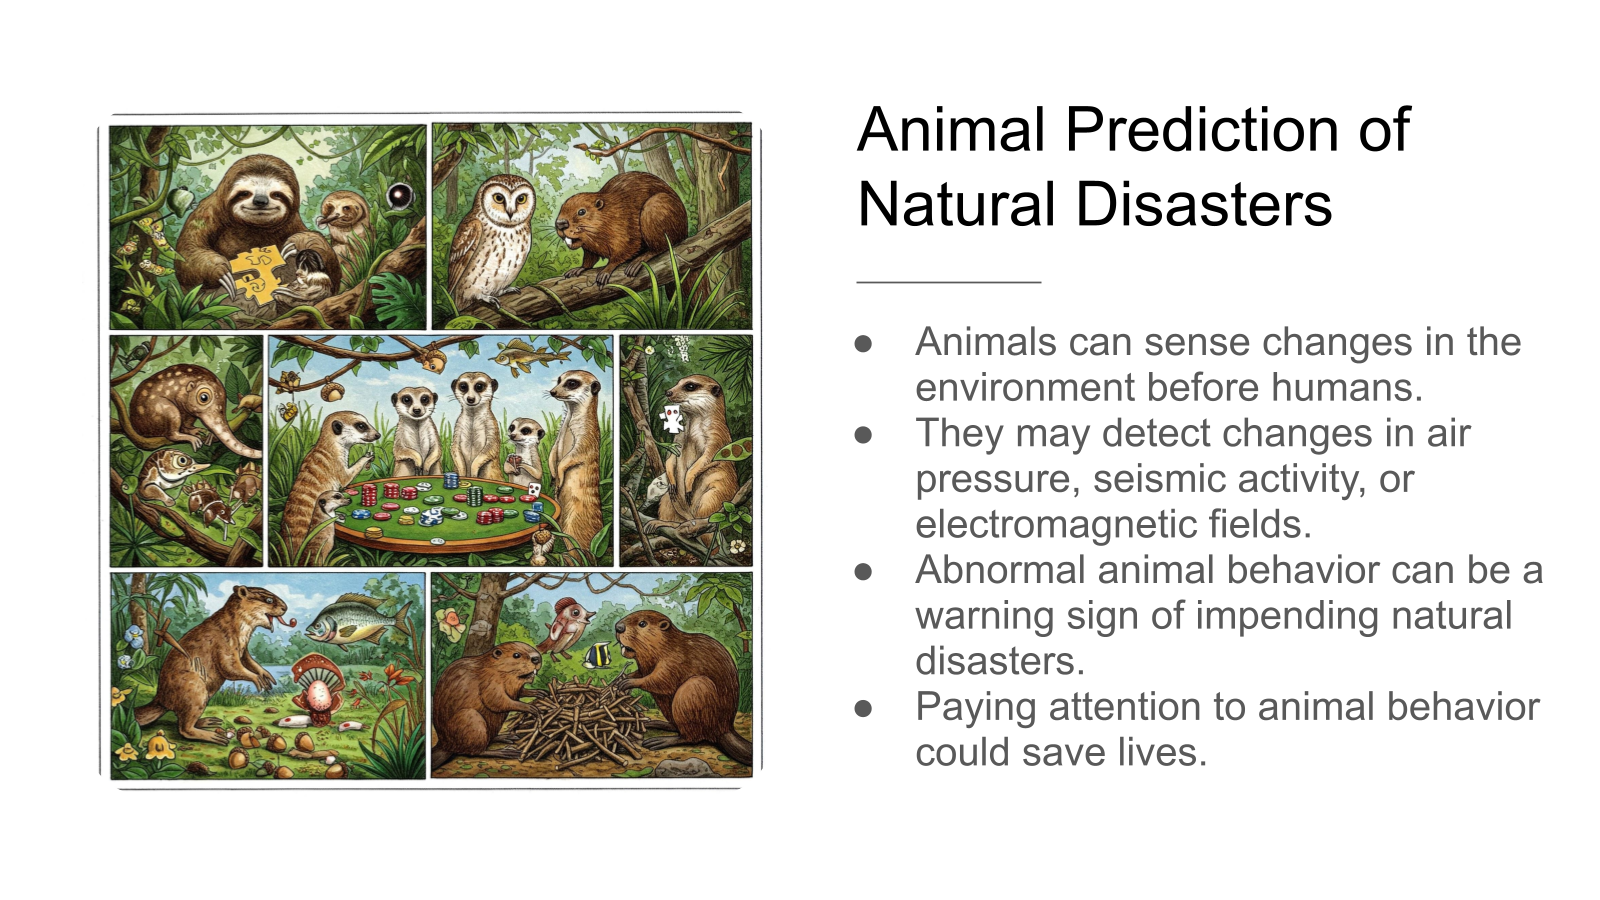 Animal Prediction of
Natural Disasters
● Animals can sense changes in the
environment before humans.
● They may detect changes in air
pressure, seismic activity, or
electromagnetic fields.
● Abnormal animal behavior can be a
warning sign of impending natural
disasters.
● Paying attention to animal behavior
could save lives.